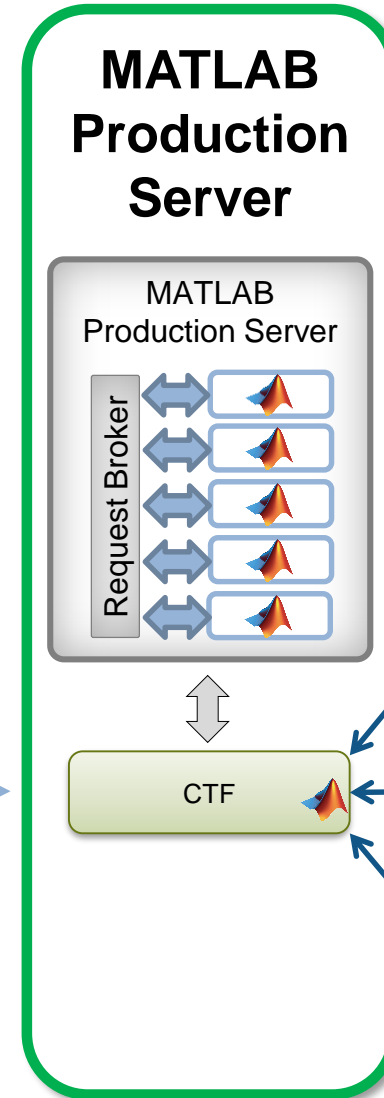 MATLAB
Production
Server
MATLAB
Production Server
Request Broker
CTF